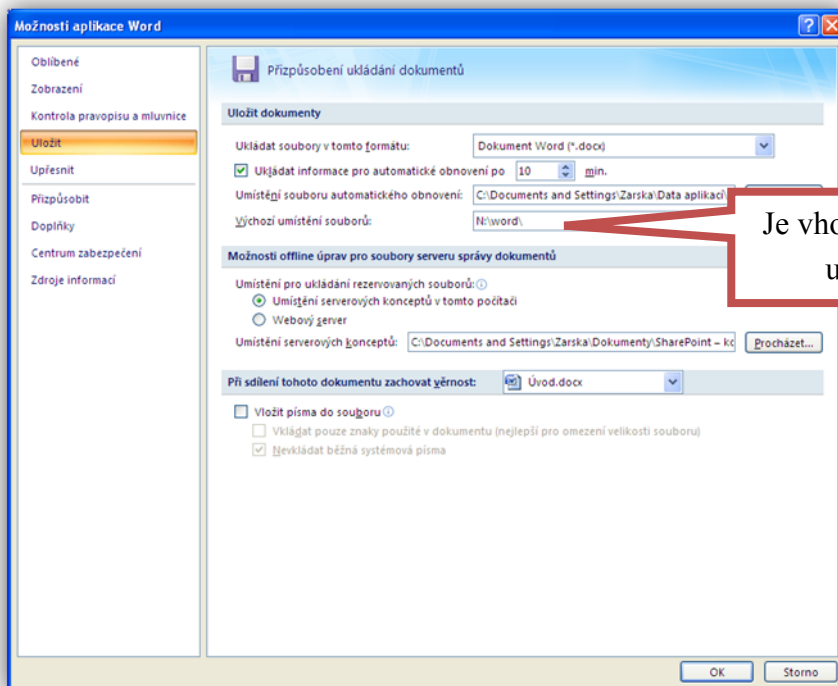 Možnosti aplikace Word
Oblíbené
Zobrazení
Kontrola pravopisu a mluvnice
Uložit
Upřesnit
Přizpůsobit
Doplňky
Centrum zabezpečení
Zdroje informací
Přizpůsobení ukládání dokumentů
Uložit dokumenty
Ukládat soubory v tomto formátu: Dokument Word (*.docx)
Ukládat informace pro automatické obnovení po 10 min.
Umístění souboru automatického obnovení: C:\Documents and Settings\Zarska\Data aplikací\
Výchozí umístění souborů: N:\word\
Je
Možnosti offline úprav pro soubory serveru správy dokumentů
Umístění pro ukládání rezervovaných souborů:
Umístění serverových konceptů v tomto počítači
Webový server
Umístění serverových konceptů: C:\Documents and Settings\Zarska\Dokumenty\SharePoint – kc Procházet...
Při sdílení tohoto dokumentu zachovat věrnost: Úvod.docx
Vložit písma do souboru
Vkládat pouze znaky použité v dokumentu (nejlepší pro omezení velikosti souboru)
Nevkládat běžná systémová písma
OK Storno